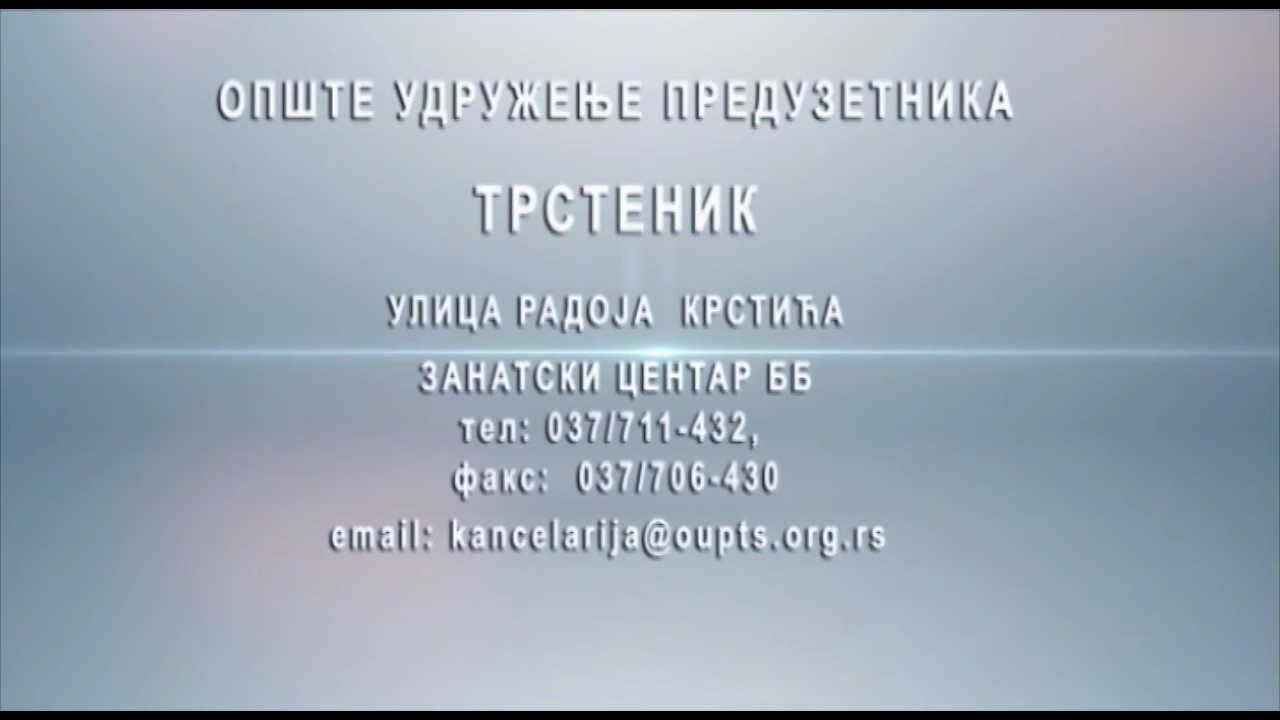 ОПШТЕ УДРУЖЕЊЕ ПРЕДУЗЕТНИКА
ТРСТЕНИК
УЛИЦА РАДОЈА КРСТИЋА
ЗАНАТСКИ ЦЕНТАР ББ
тел: 037/711-432,
факс: 037/706-430
email: kancelarija@oupts.org.rs